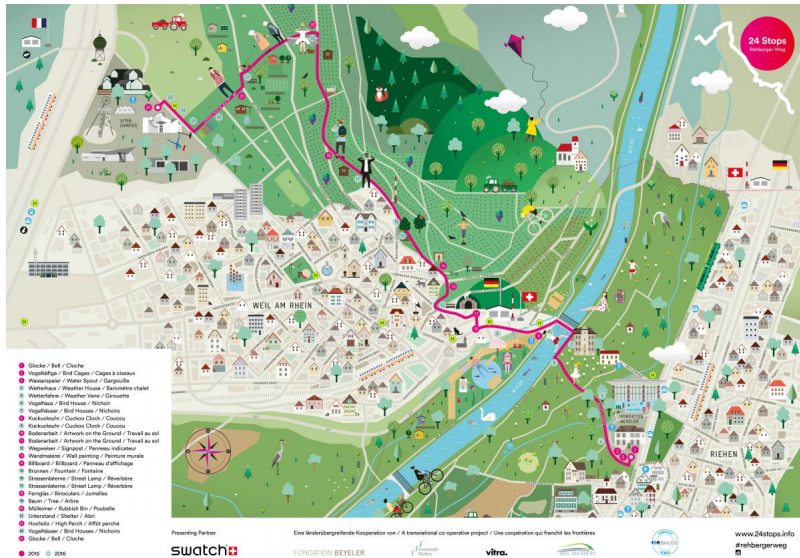 24 Stops
Rehberger-Weg
VITRA
CAMPUS
WIESE
WEIL AM RHEIN
FONDATION
BEYELER
RIEHEN
1 Glocke / Bell / Cloche
2 Vogelkäfige / Bird Cages / Cages à oiseaux
3 Wasserspeier / Water Spout / Gargouille
4 Wetterhaus / Weather House / Baromètre chalet
5 Wetterfahne / Weather Vane / Girouette
6 Vogelhaus / Bird House / Nichoir
7 Vogelhäuser / Bird Houses / Nichoirs
8 Kuckucksuhr / Cuckoo Clock / Coucou
9 Kuckucksuhr / Cuckoo Clock / Coucou
10 Bodenarbeit / Artwork on the Ground / Travail au sol
11 Bodenarbeit / Artwork on the Ground / Travail au sol
12 Wegweiser / Signpost / Panneau indicateur
13 Wandmalerei / Wall painting / Peinture murale
14 Billboard / Billboard / Panneau d'affichage
15 Brunnen / Fountain / Fontaine
16 Strassenlaterne / Street Lamp / Réverbère
17 Strassenlaterne / Street Lamp / Réverbère
18 Fernglas / Binoculars / Jumelles
19 Baum / Tree / Arbre
20 Mülleimer / Rubbish Bin / Poubelle
21 Unterstand / Shelter / Abri
22 Hochsitz / High Perch / Affût perché
23 Vogelhäuser / Bird Houses / Nichoirs
24 Glocke / Bell / Cloche
2015 2016
Presenting Partner
swatch
Eine länderübergreifende Kooperation von / A transnational co-operative project / Une coopération qui franchit les frontières
FONDATION BEYELER
vitra.
WEIL AM RHEIN
www.24stops.info
#rehbergerweg